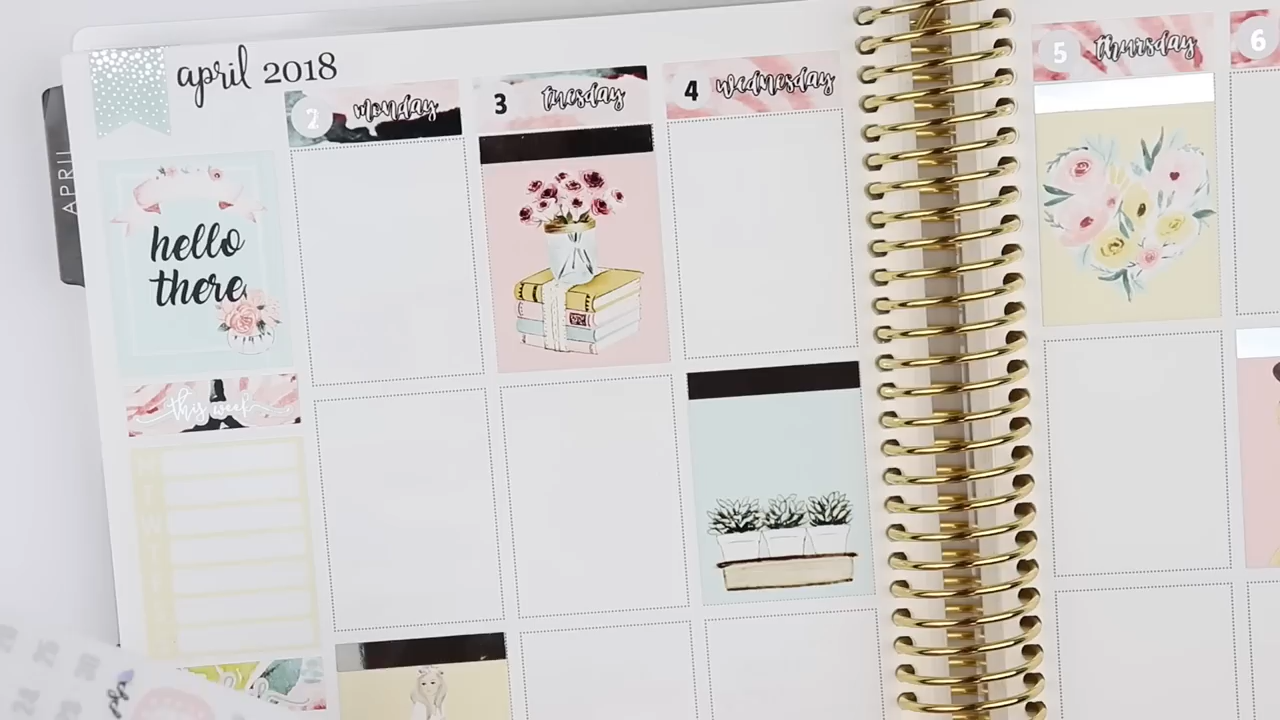 april 2018
2 monday
3 tuesday
4 wednesday
5 thursday
6
APRIL
hello
there
this week
M
T
W
T
F